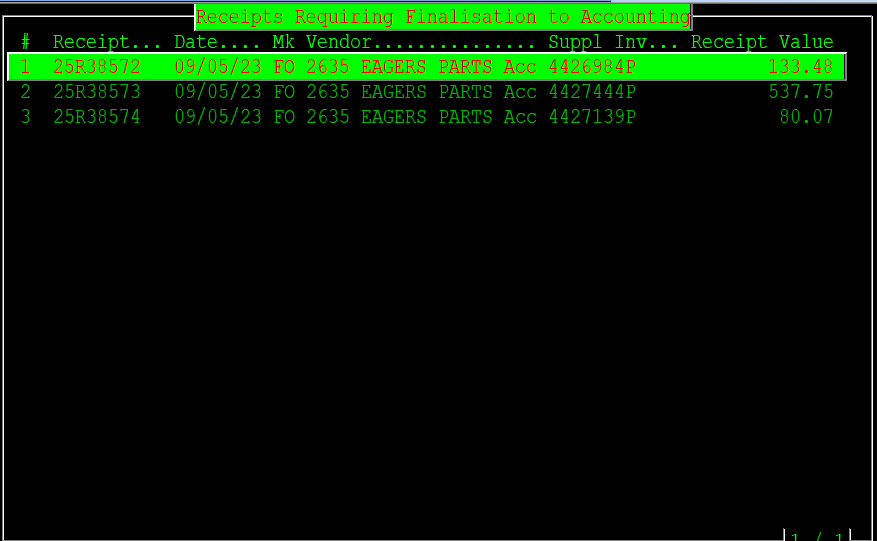 Receipts Requiring Finalisation to Accounting
# Receipt... Date.... Mk Vendor............... Suppl Inv... Receipt Value
1 25R38572 09/05/23 FO 2635 EAGERS PARTS Acc 4426984P 133.48
2 25R38573 09/05/23 FO 2635 EAGERS PARTS Acc 4427444P 537.75
3 25R38574 09/05/23 FO 2635 EAGERS PARTS Acc 4427139P 80.07
1 / 1